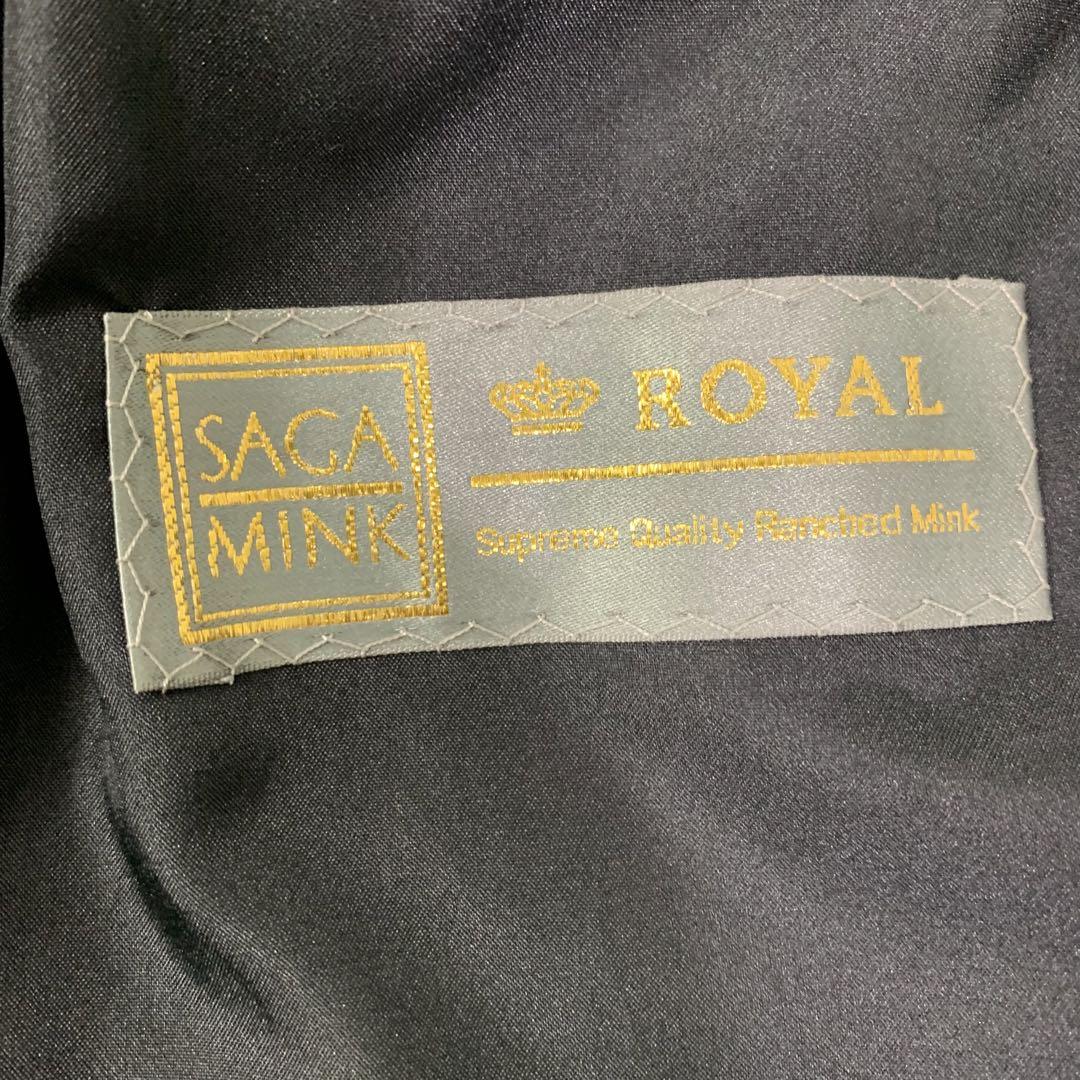 SAGA
MINK
ROYAL
Supreme Quality Ranched Mink